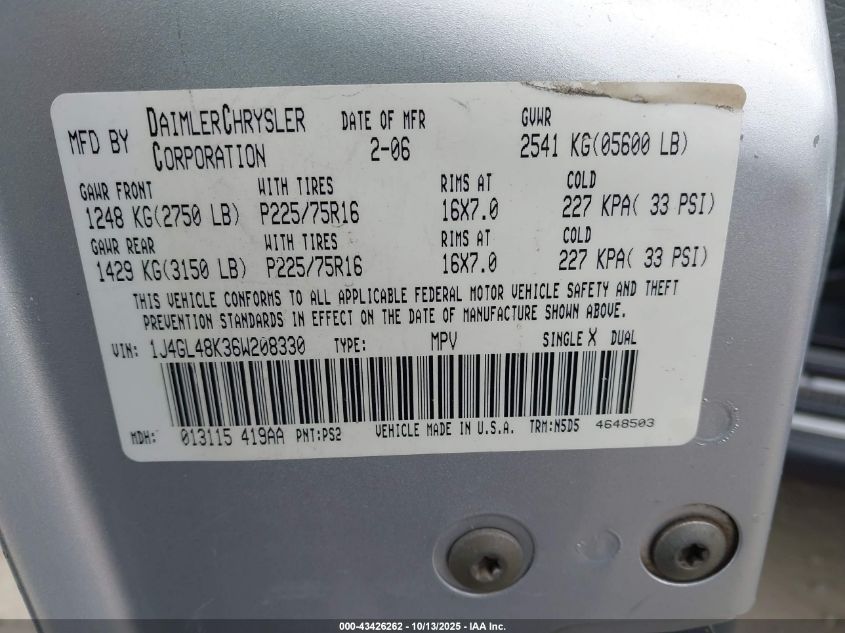 MFD BY DAIMLERCHRYSLER CORPORATION DATE OF MFR 2-06 GVWR 2541 KG(05600 LB)
GAWR FRONT WITH TIRES RIMS AT COLD
1248 KG(2750 LB) P225/75R16 16X7.0 227 KPA( 33 PSI)
GAWR REAR WITH TIRES RIMS AT COLD
1429 KG(3150 LB) P225/75R16 16X7.0 227 KPA( 33 PSI)
THIS VEHICLE CONFORMS TO ALL APPLICABLE FEDERAL MOTOR VEHICLE SAFETY AND THEFT
PREVENTION STANDARDS IN EFFECT ON THE DATE OF MANUFACTURE SHOWN ABOVE.
VIN: 1J4GL48K36W208330 TYPE: MPV SINGLE X DUAL
MDH: 013115 419AA PNT:PS2 VEHICLE MADE IN U.S.A. TRM:N5D5 4648503
000-43426262 - 10/13/2025 - IAA Inc.